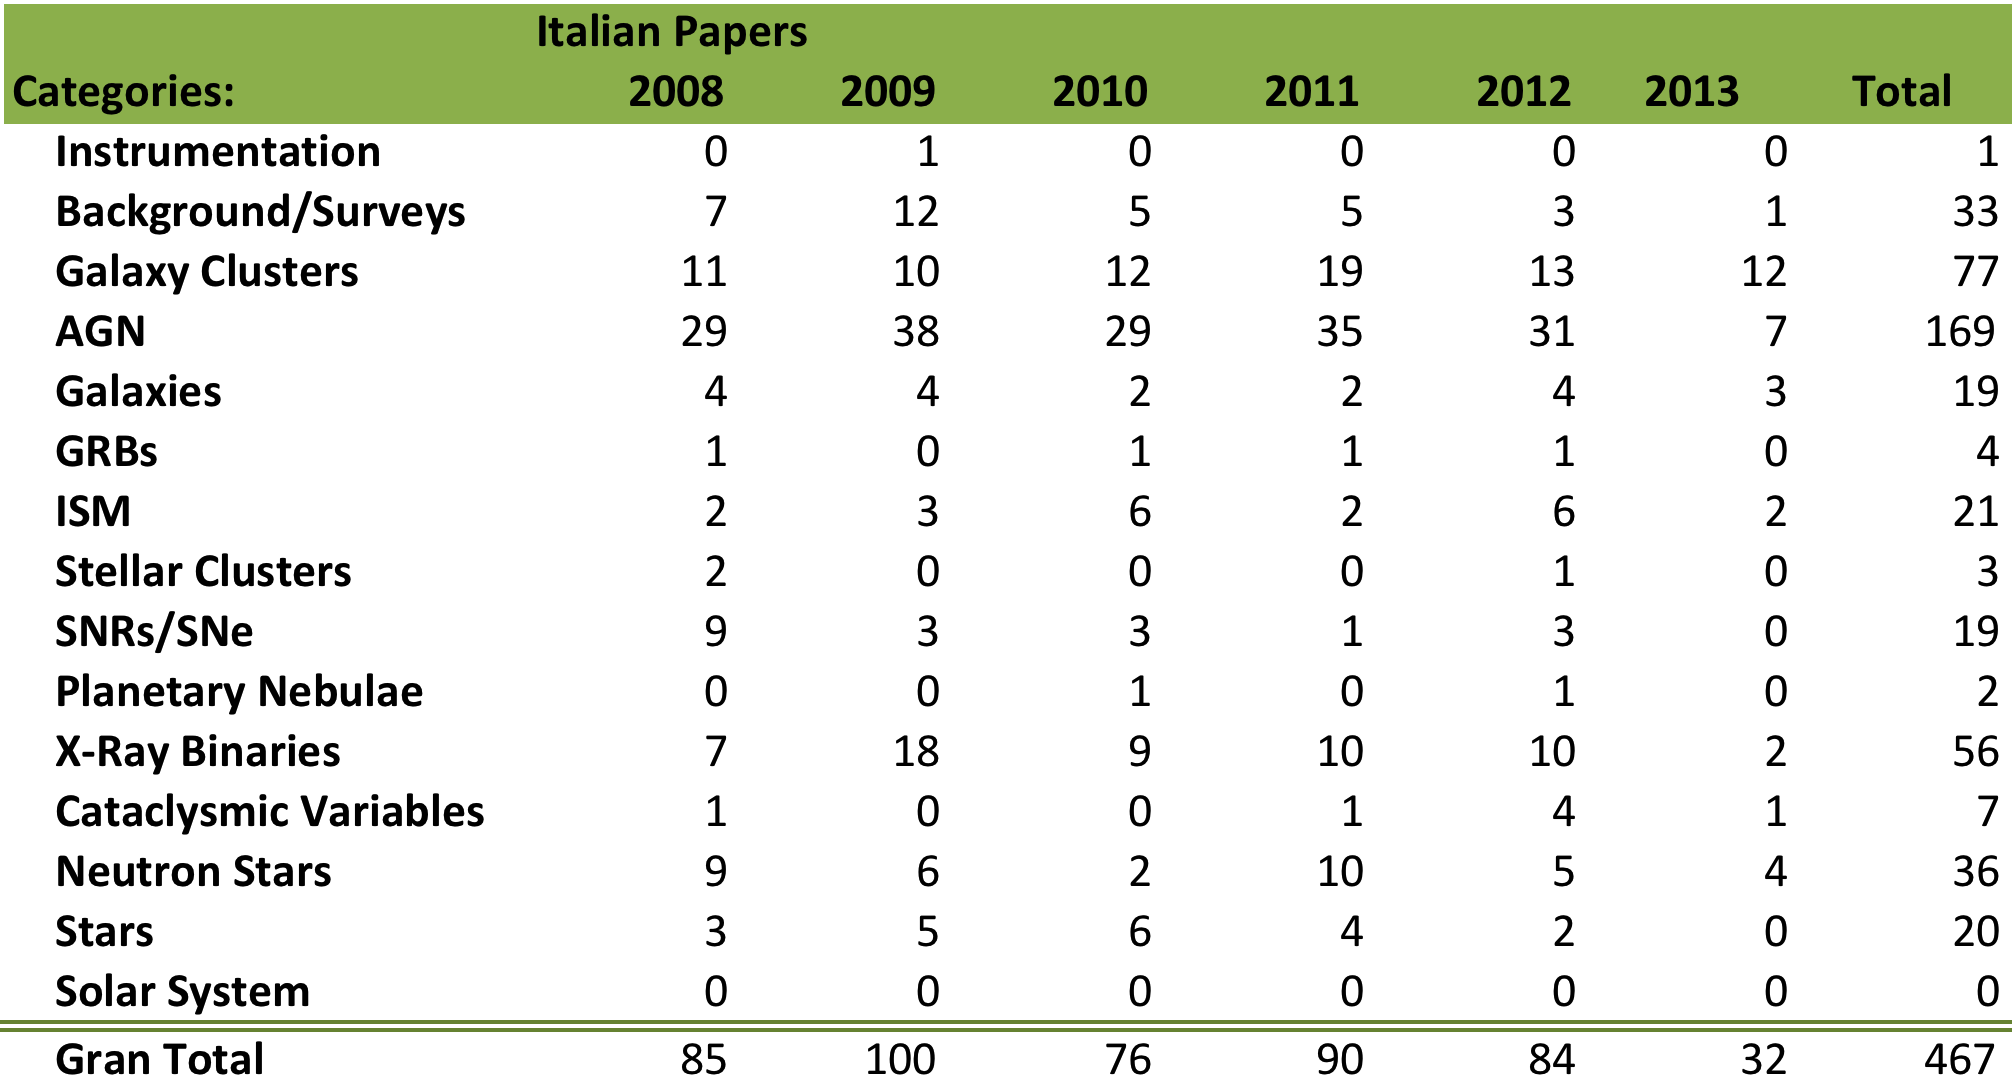 Italian Papers
Categories: 2008 2009 2010 2011 2012 2013 Total
Instrumentation 0 1 0 0 0 0 1
Background/Surveys 7 12 5 5 3 1 33
Galaxy Clusters 11 10 12 19 13 12 77
AGN 29 38 29 35 31 7 169
Galaxies 4 4 2 2 4 3 19
GRBs 1 0 1 1 1 0 4
ISM 2 3 6 2 6 2 21
Stellar Clusters 2 0 0 0 1 0 3
SNRs/SNe 9 3 3 1 3 0 19
Planetary Nebulae 0 0 1 0 1 0 2
X-Ray Binaries 7 18 9 10 10 2 56
Cataclysmic Variables 1 0 0 1 4 1 7
Neutron Stars 9 6 2 10 5 4 36
Stars 3 5 6 4 2 0 20
Solar System 0 0 0 0 0 0 0
Gran Total 85 100 76 90 84 32 467